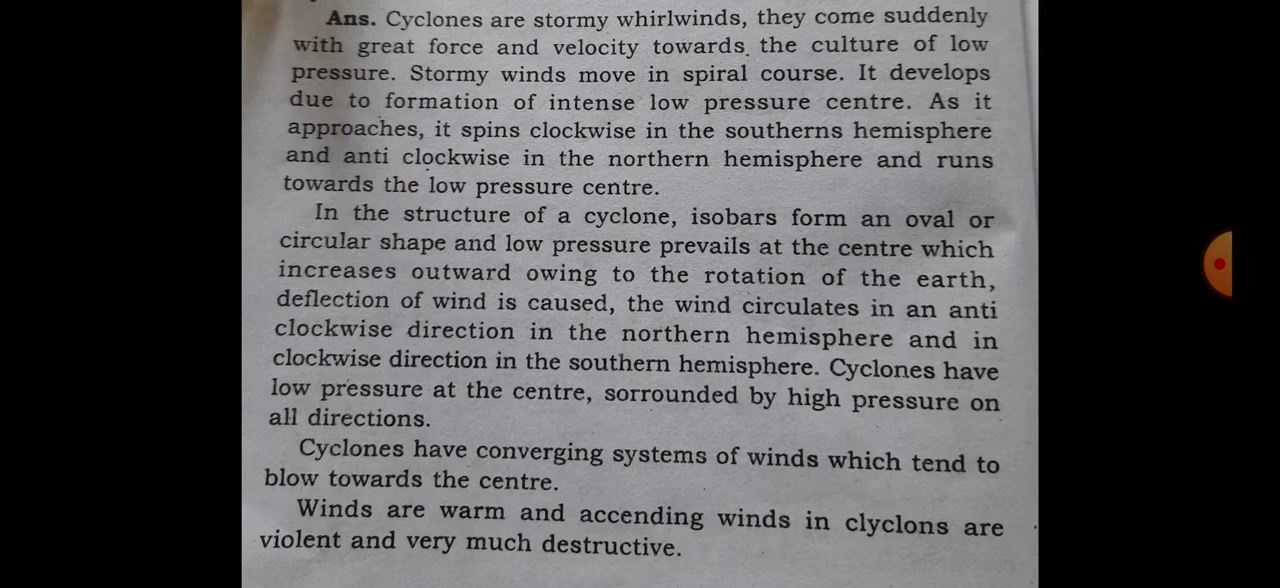 Ans. Cyclones are stormy whirlwinds, they come suddenly
with great force and velocity towards the culture of low
pressure. Stormy winds move in spiral course. It develops
due to formation of intense low pressure centre. As it
approaches, it spins clockwise in the southerns hemisphere
and anti clockwise in the northern hemisphere and runs
towards the low pressure centre.
In the structure of a cyclone, isobars form an oval or
circular shape and low pressure prevails at the centre which
increases outward owing to the rotation of the earth,
deflection of wind is caused, the wind circulates in an anti
clockwise direction in the northern hemisphere and in
clockwise direction in the southern hemisphere. Cyclones have
low pressure at the centre, sorrounded by high pressure on
all directions.
Cyclones have converging systems of winds which tend to
blow towards the centre.
Winds are warm and accending winds in clyclons are
violent and very much destructive.